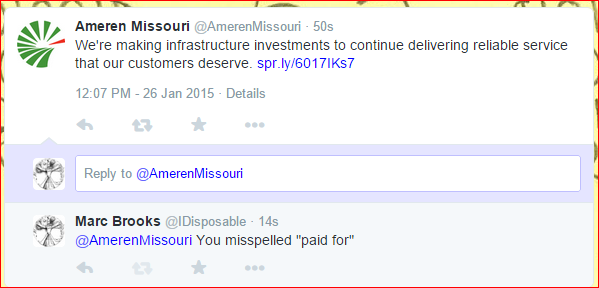 Ameren Missouri @AmerenMissouri · 50s
We're making infrastructure investments to continue delivering reliable service
that our customers deserve. spr.ly/6017IKs7
12:07 PM - 26 Jan 2015 · Details
Reply to @AmerenMissouri
Marc Brooks @IDisposable · 14s
@AmerenMissouri You misspelled "paid for"